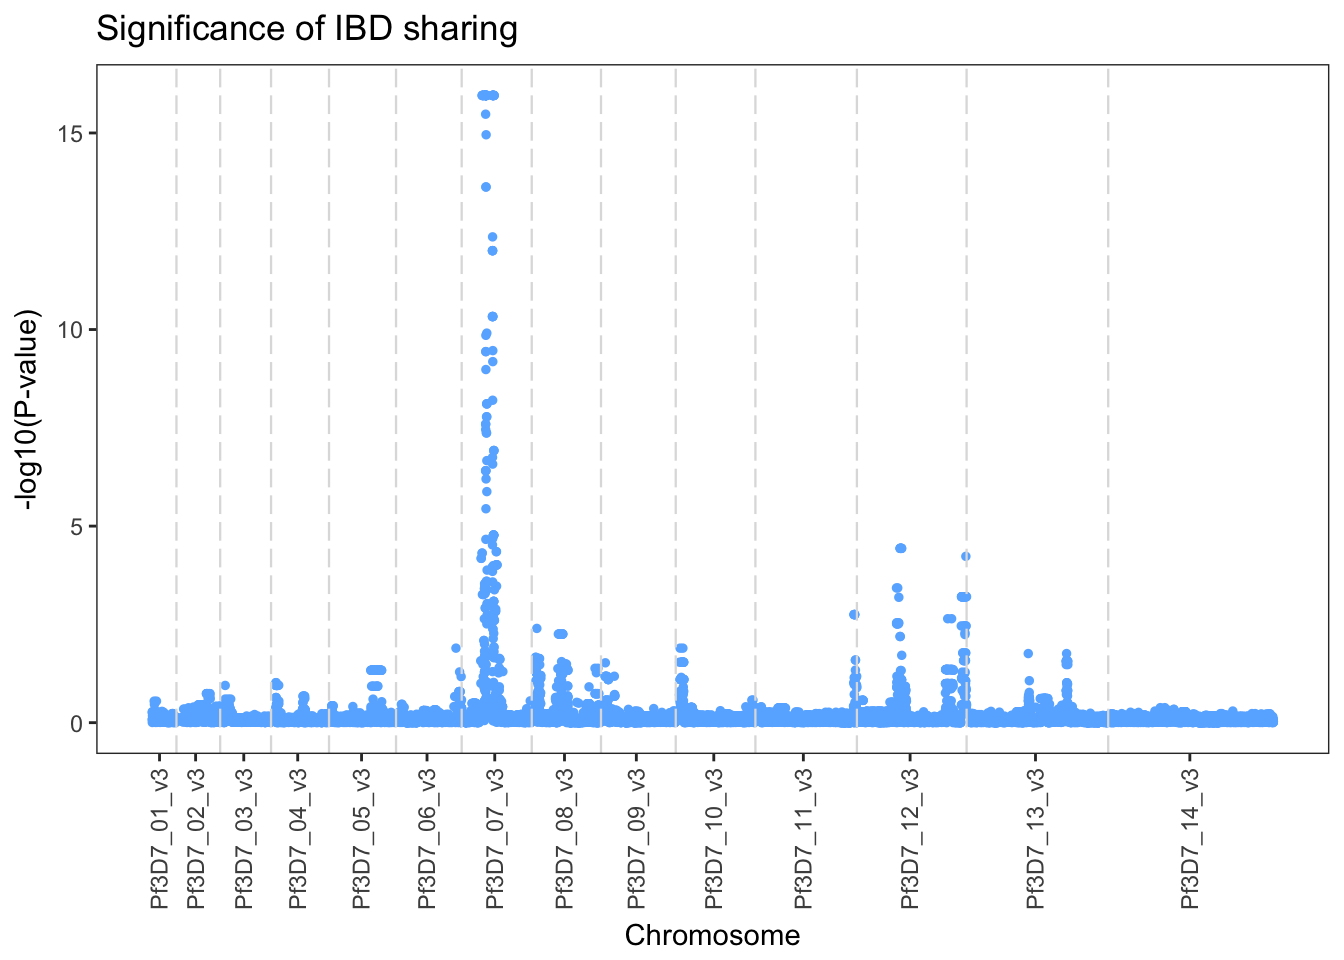 Significance of IBD sharing
-log10(P-value)
15
10
5
0
Pf3D7_01_v3
Pf3D7_02_v3
Pf3D7_03_v3
Pf3D7_04_v3
Pf3D7_05_v3
Pf3D7_06_v3
Pf3D7_07_v3
Pf3D7_08_v3
Pf3D7_09_v3
Pf3D7_10_v3
Pf3D7_11_v3
Pf3D7_12_v3
Pf3D7_13_v3
Pf3D7_14_v3
Chromosome